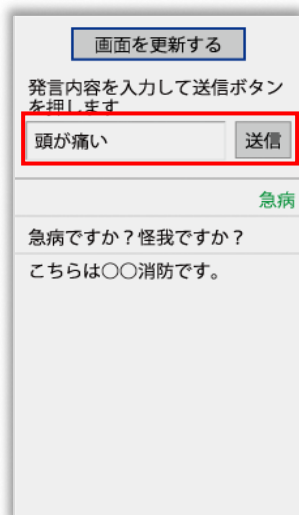 画面を更新する
発言内容を入力して送信ボタン
を押します
頭が痛い 送信
急病
急病ですか？怪我ですか？
こちらは○○消防です。